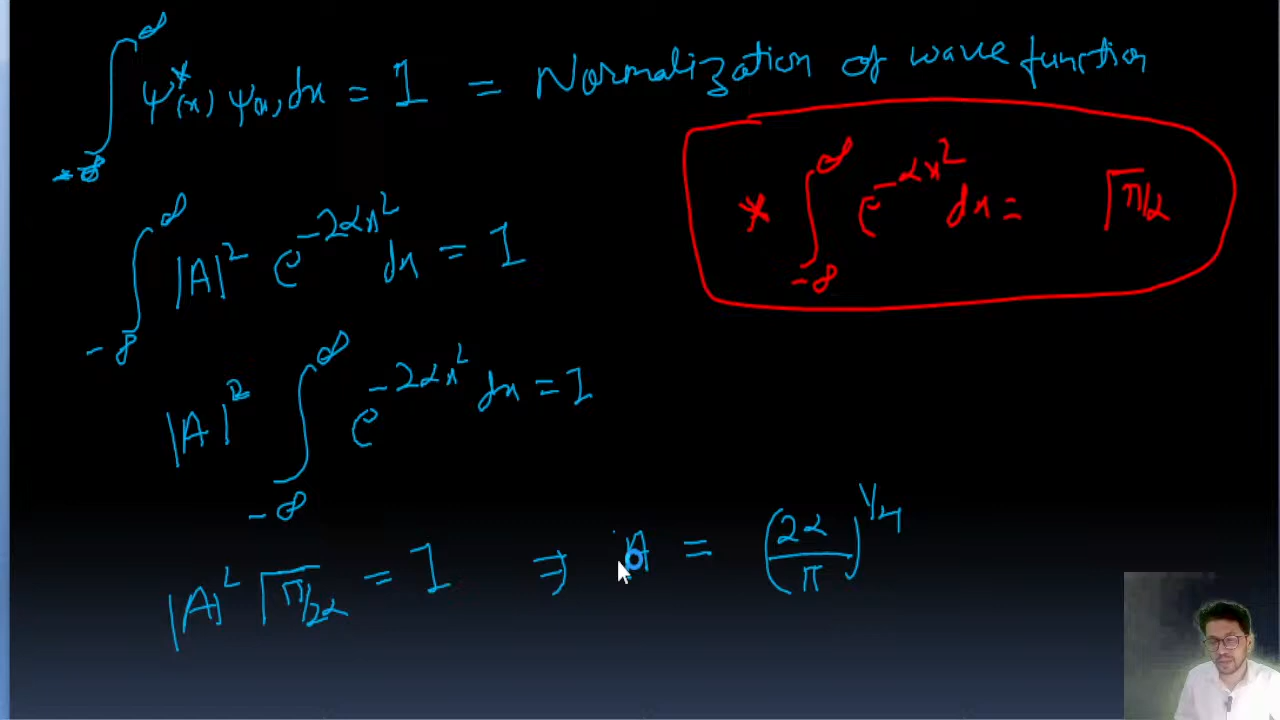 ∫_{-∞}^{∞} ψ*(x) ψ(x) dx = 1 = Normalization of wave function
* ∫_{-∞}^{∞} e^{-αx²} dx = √π/α
∫_{-∞}^{∞} |A|² e^{-2αx²} dx = 1
|A|² ∫_{-∞}^{∞} e^{-2αx²} dx = 1
|A|² √π/2α = 1 ⇒ A = (2α/π)^{1/4}